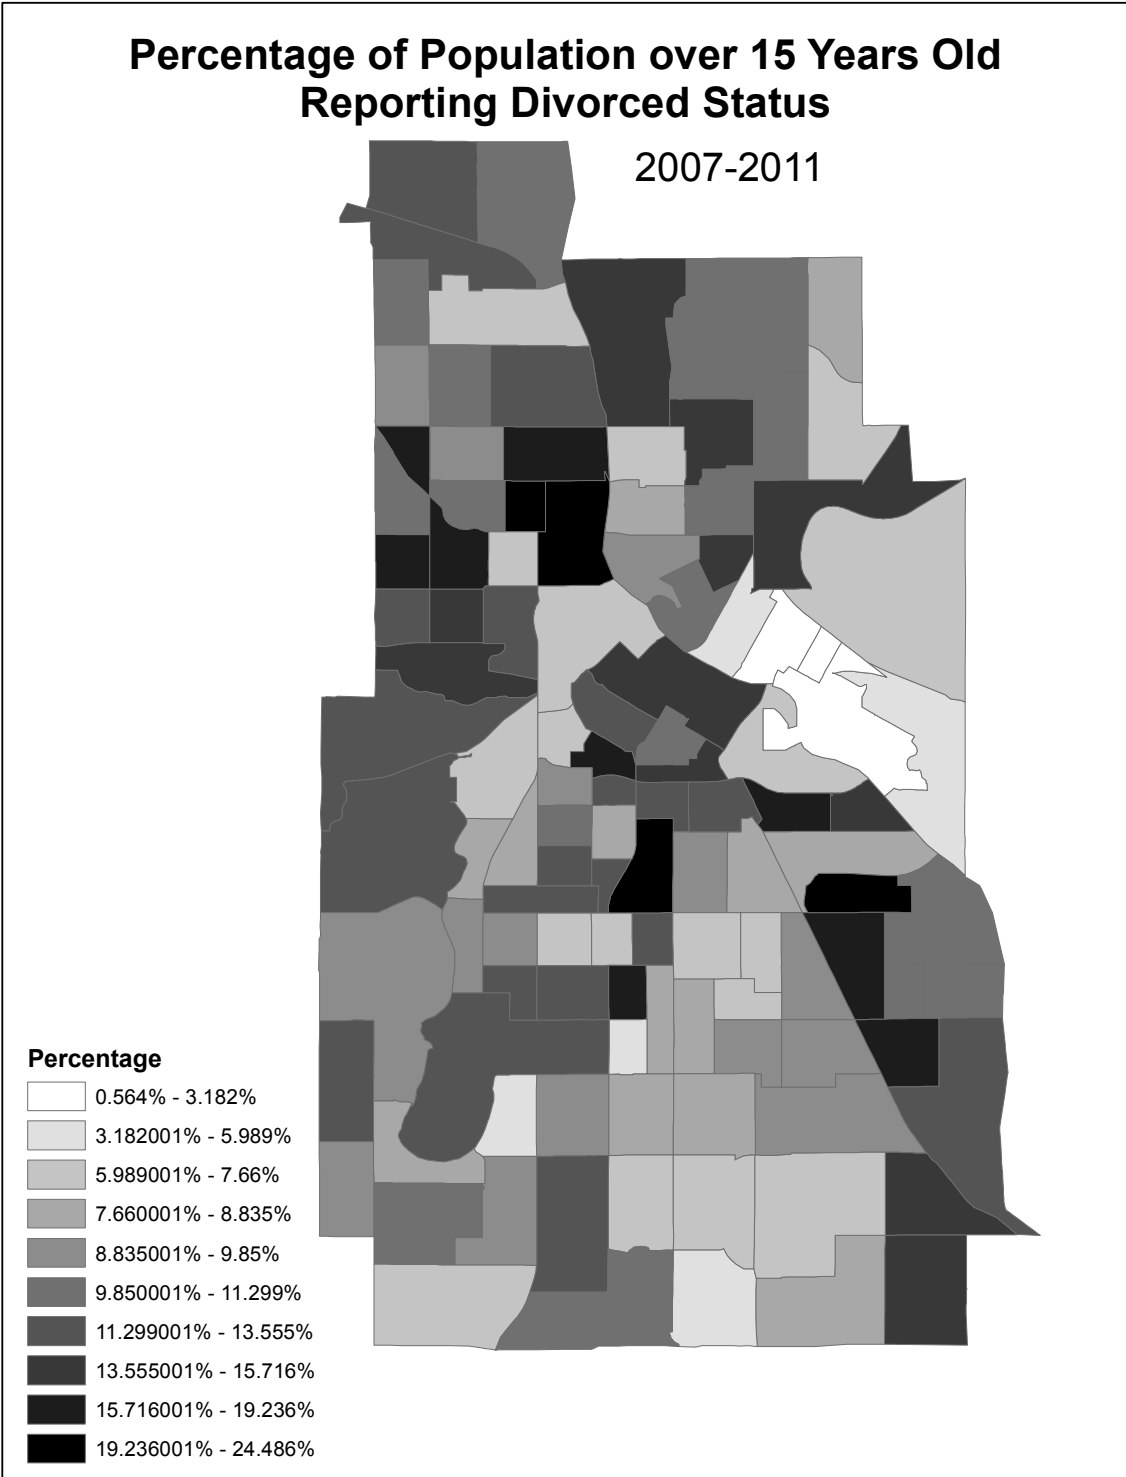 Percentage of Population over 15 Years Old
Reporting Divorced Status
2007-2011
Percentage
0.564% - 3.182%
3.182001% - 5.989%
5.989001% - 7.66%
7.660001% - 8.835%
8.835001% - 9.85%
9.850001% - 11.299%
11.299001% - 13.555%
13.555001% - 15.716%
15.716001% - 19.236%
19.236001% - 24.486%